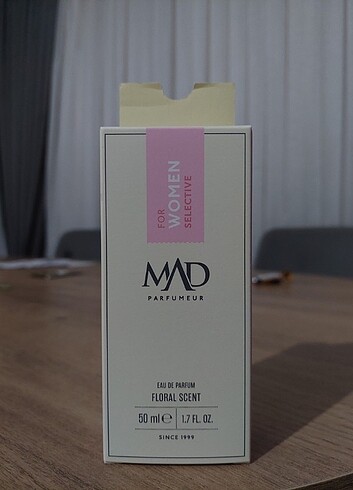 FOR
WOMEN
SELECTIVE
MAD
PARFUMEUR
EAU DE PARFUM
FLORAL SCENT
50 ml ℮ 1.7 FL. OZ.
SINCE 1999